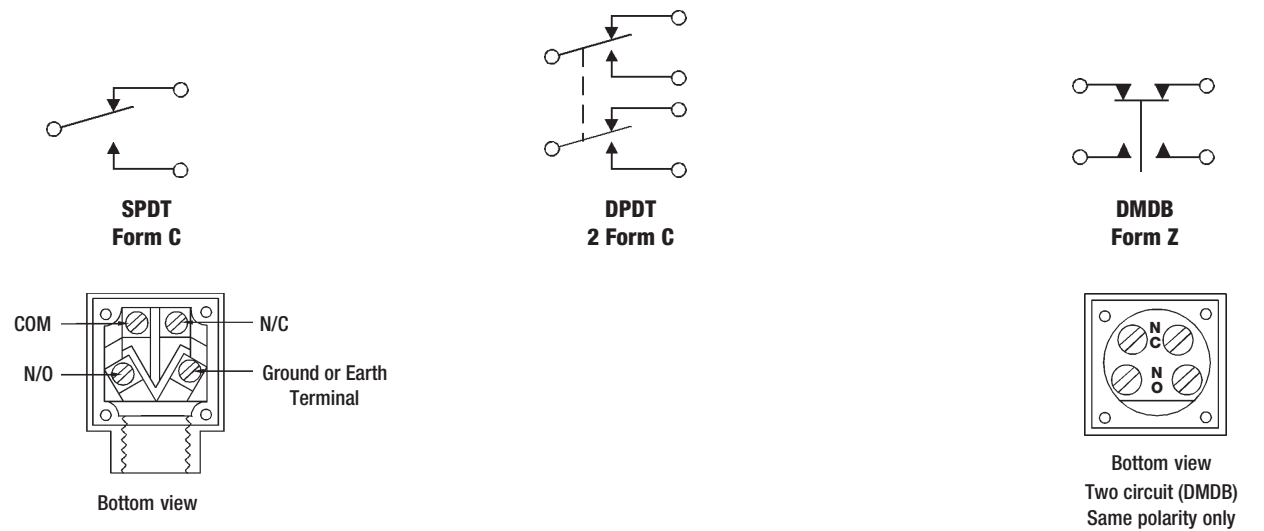 SPDT
Form C
DPDT
2 Form C
DMDB
Form Z
COM
N/C
N/O
Ground or Earth
Terminal
Bottom view
N
C
N
O
Bottom view
Two circuit (DMDB)
Same polarity only